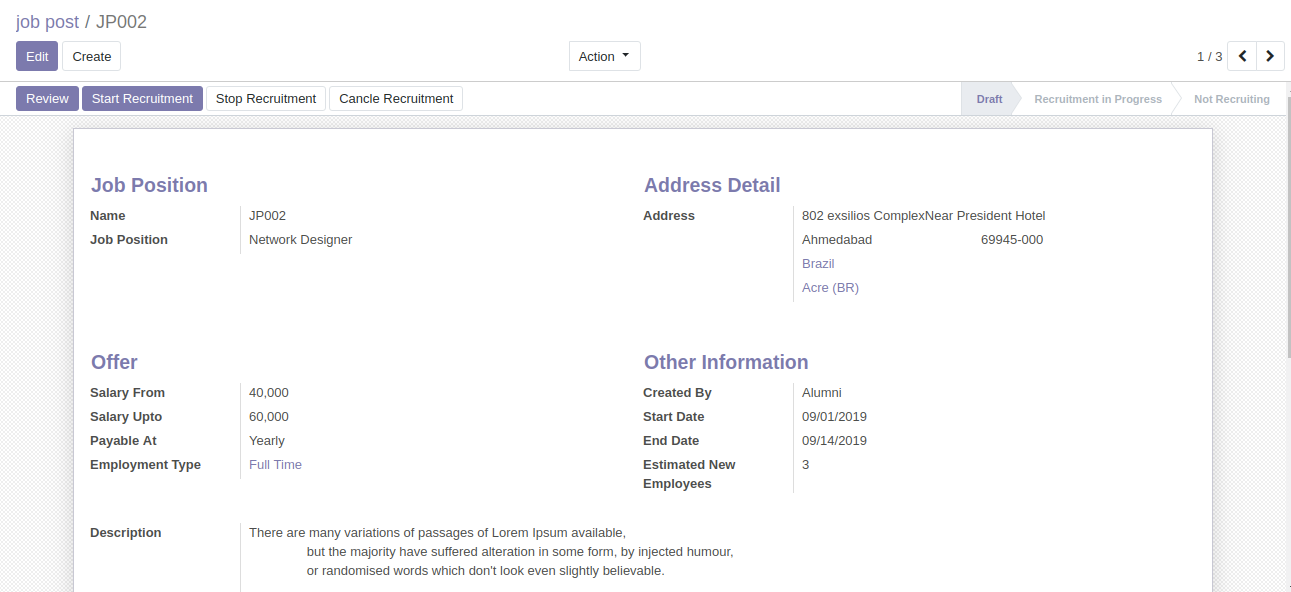 job post / JP002
Edit Create Action 1 / 3
Review Start Recruitment Stop Recruitment Cancle Recruitment Draft Recruitment in Progress Not Recruiting
Job Position
Name JP002
Job Position Network Designer
Address Detail
Address 802 exsilios ComplexNear President Hotel
Ahmedabad 69945-000
Brazil
Acre (BR)
Offer
Salary From 40,000
Salary Upto 60,000
Payable At Yearly
Employment Type Full Time
Other Information
Created By Alumni
Start Date 09/01/2019
End Date 09/14/2019
Estimated New 3
Employees
Description There are many variations of passages of Lorem Ipsum available,
but the majority have suffered alteration in some form, by injected humour,
or randomised words which don't look even slightly believable.